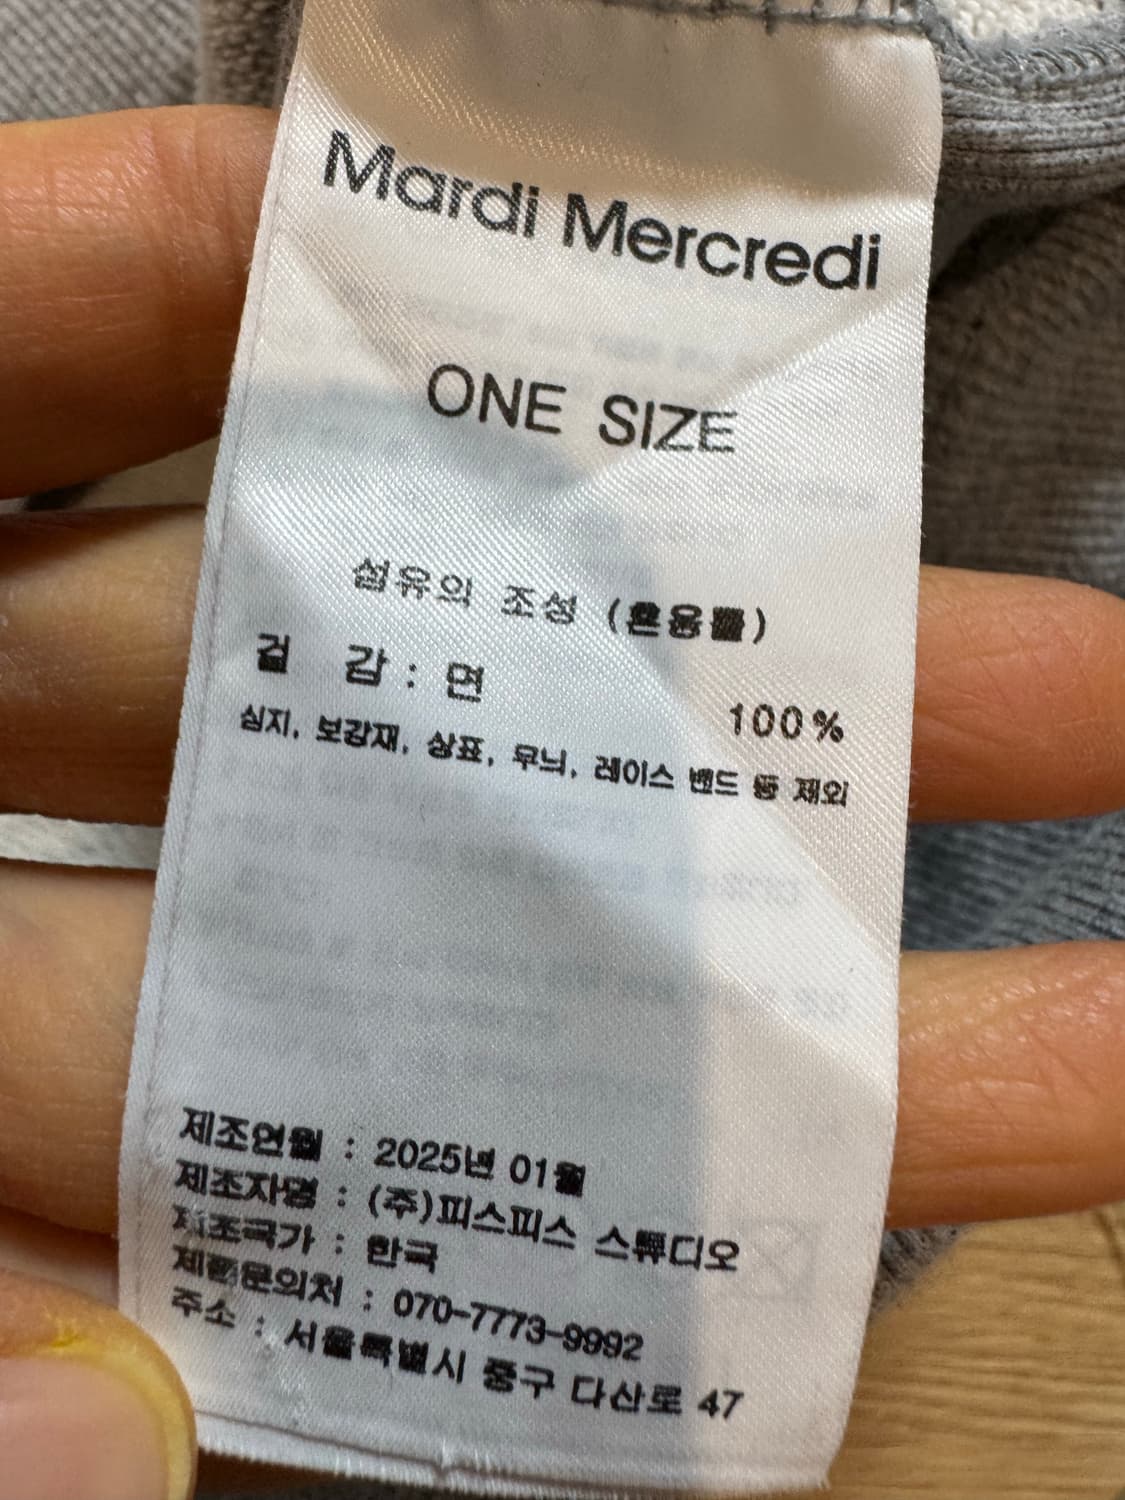 Mardi Mercredi
ONE SIZE
섬유의 조성 (혼용률)
겉 감 : 면 100%
심지, 보강재, 상표, 무늬, 레이스 밴드 등 제외
제조연월 : 2025년 01월
제조자명 : (주)피스피스 스튜디오
제조국가 : 한국
제품문의처 : 070-7773-9992
주소 : 서울특별시 중구 다산로 47